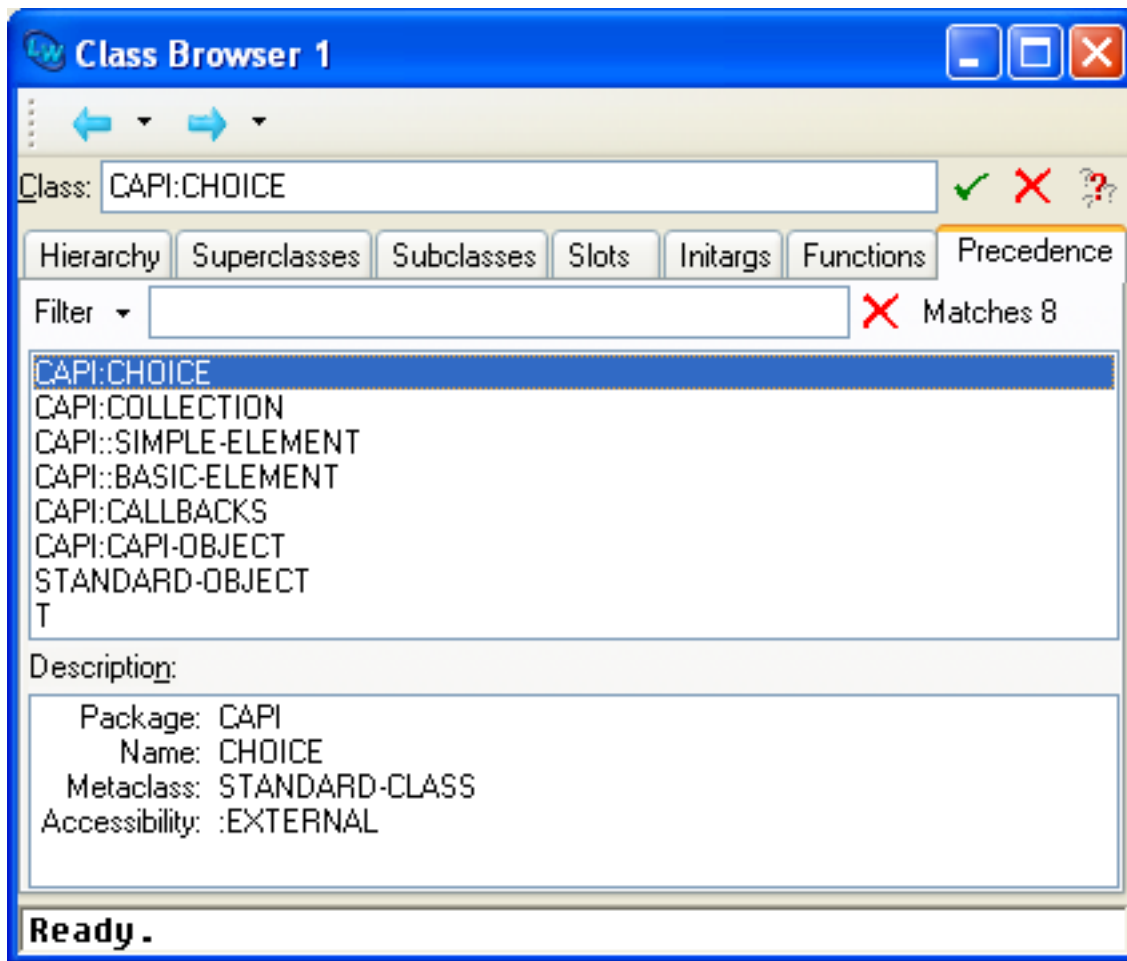 Class Browser 1
Class: CAPI:CHOICE
Hierarchy Superclasses Subclasses Slots Initargs Functions Precedence
Filter Matches 8
CAPI:CHOICE
CAPI:COLLECTION
CAPI::SIMPLE-ELEMENT
CAPI::BASIC-ELEMENT
CAPI:CALLBACKS
CAPI:CAPI-OBJECT
STANDARD-OBJECT
T
Description:
Package: CAPI
Name: CHOICE
Metaclass: STANDARD-CLASS
Accessibility: :EXTERNAL
Ready.